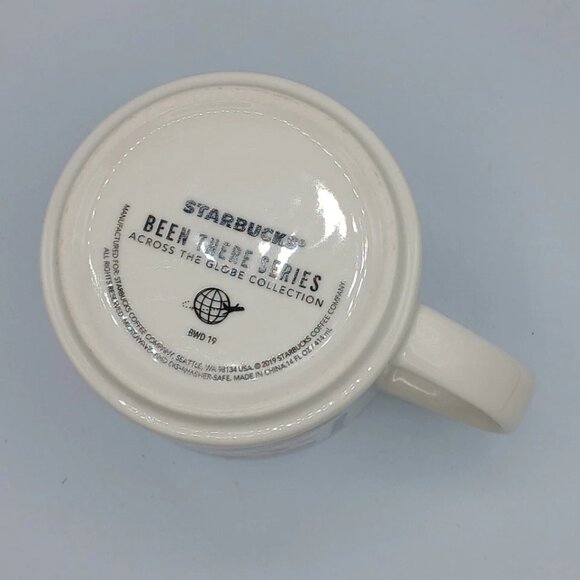 STARBUCKS®
BEEN THERE SERIES
ACROSS THE GLOBE COLLECTION
BWD 19
MANUFACTURED FOR STARBUCKS COFFEE COMPANY, SEATTLE, WA 98134 USA. © 2019 STARBUCKS COFFEE COMPANY.
ALL RIGHTS RESERVED. MICROWAVE AND DISHWASHER-SAFE. MADE IN CHINA. 14 FL OZ / 414 mL